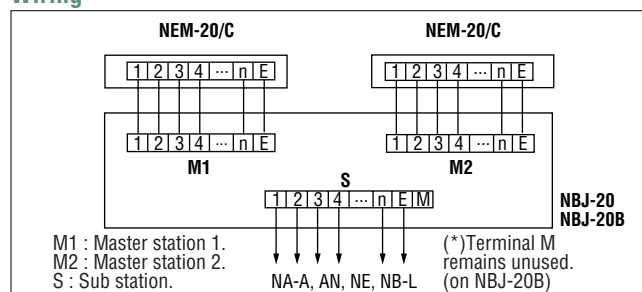 Wiring
NEM-20/C NEM-20/C
1 2 3 4 ... n E 1 2 3 4 ... n E
1 2 3 4 ... n E 1 2 3 4 ... n E
M1 M2
S
1 2 3 4 ... n E M
NBJ-20
NBJ-20B
M1 : Master station 1.
M2 : Master station 2.
S : Sub station.
NA-A, AN, NE, NB-L
(*)Terminal M
remains unused.
(on NBJ-20B)